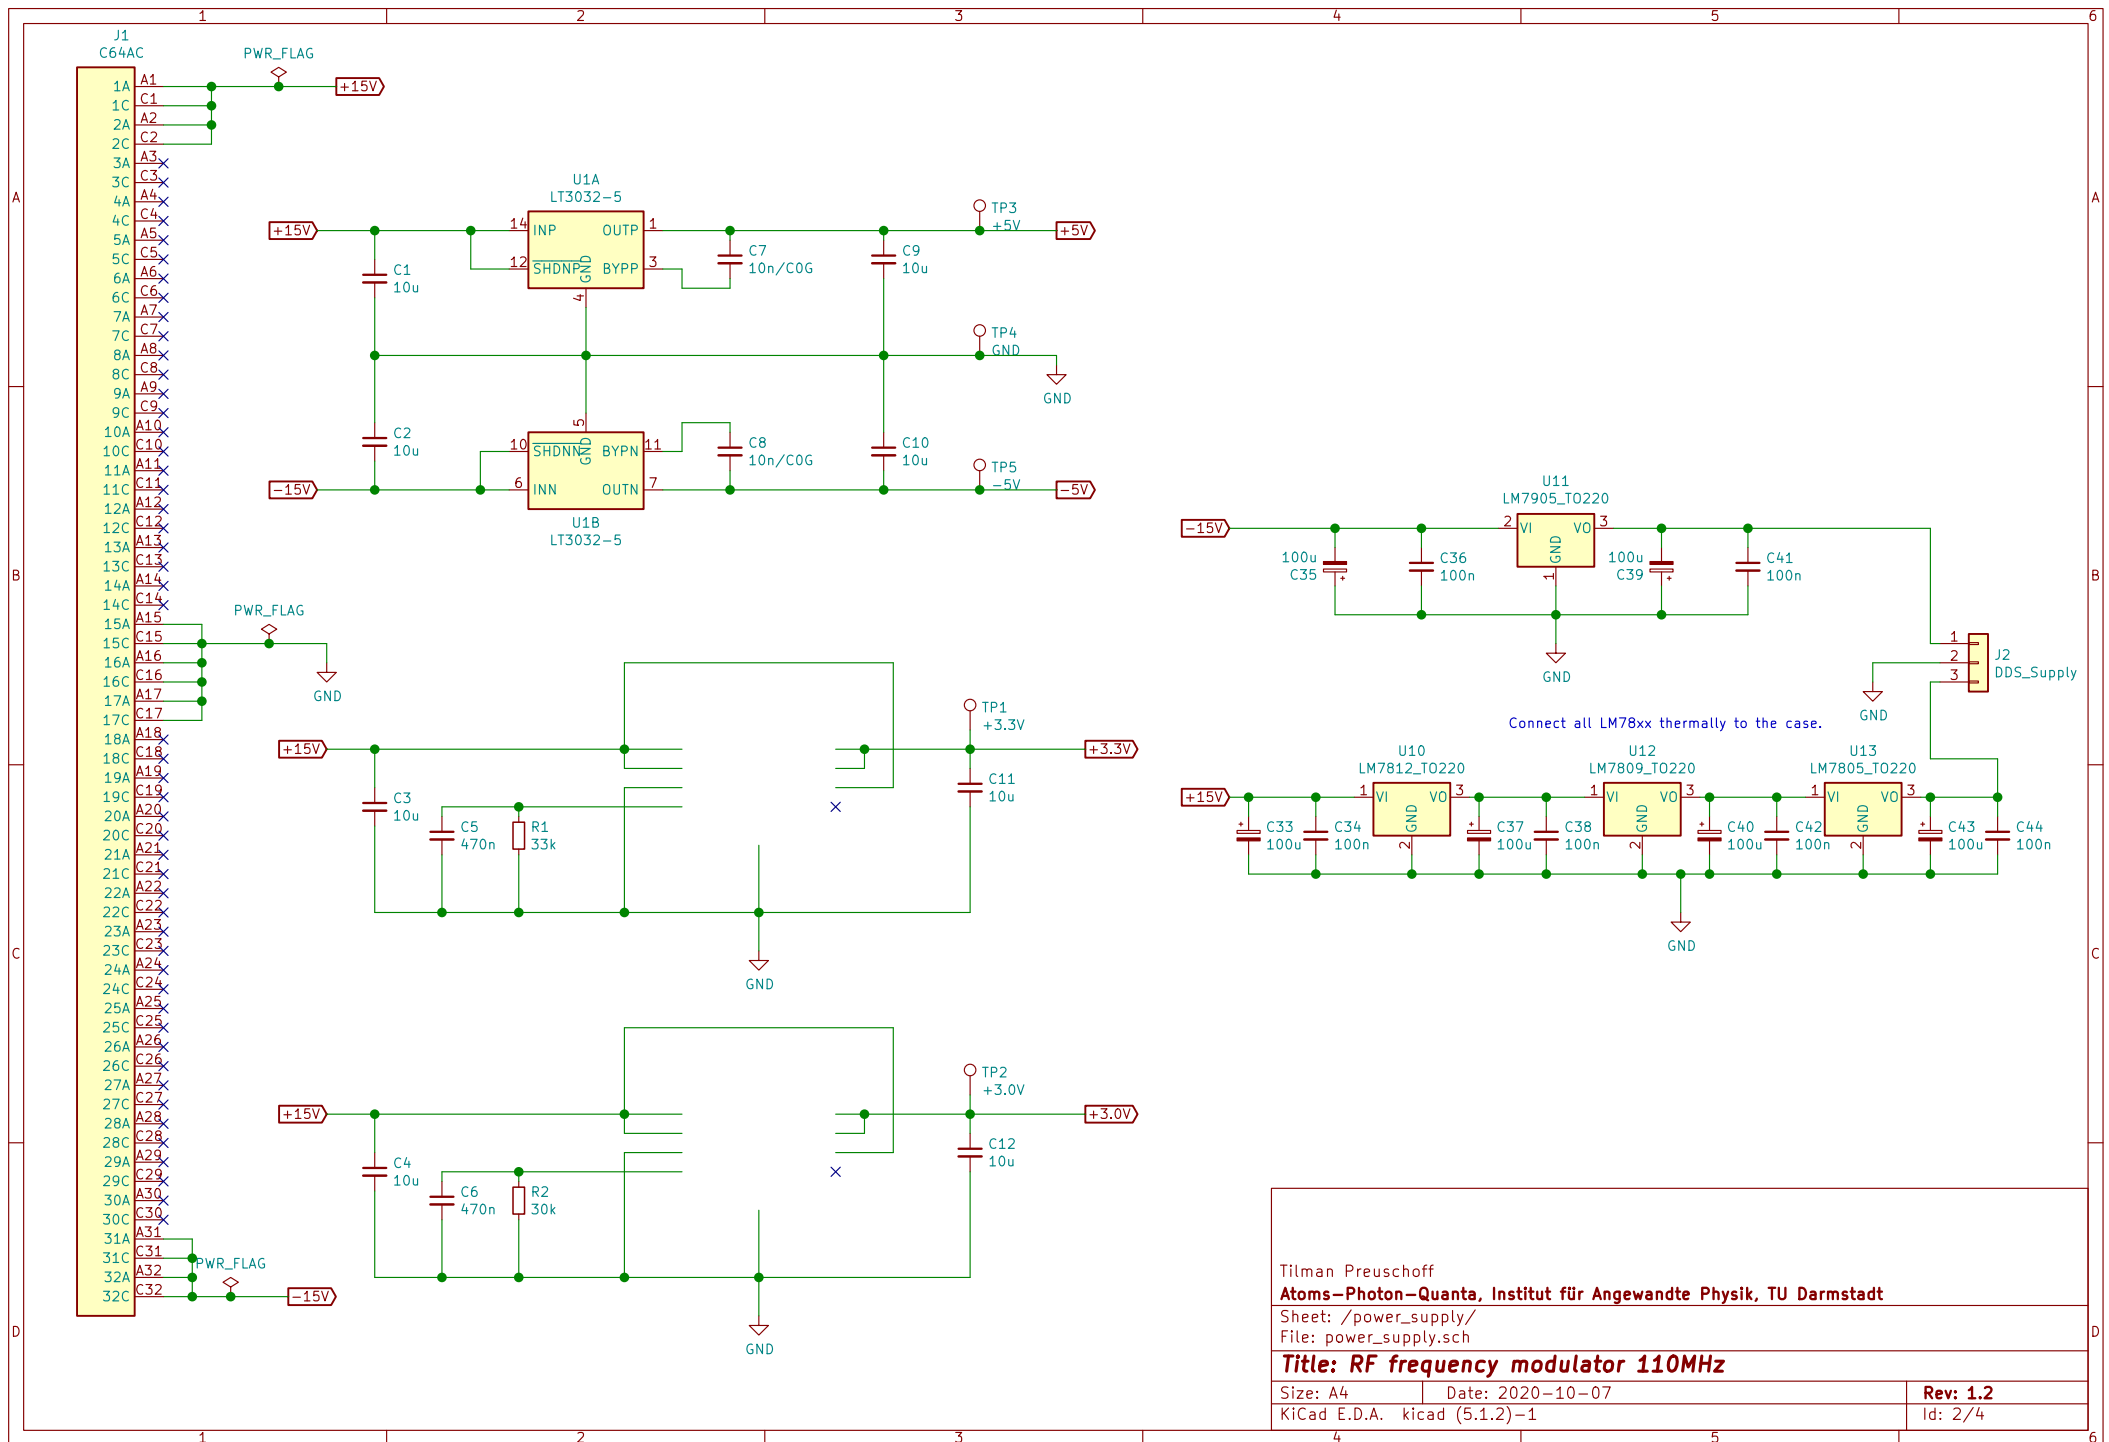 1 2 3 4 5 6
A
B
C
D
A
B
C
D
1 2 3 4 5 6
J1
C64AC
1A A1
1C C1
2A A2
2C C2
3A A3
3C C3
4A A4
4C C4
5A A5
5C C5
6A A6
6C C6
7A A7
7C C7
8A A8
8C C8
9A A9
9C C9
10A A10
10C C10
11A A11
11C C11
12A A12
12C C12
13A A13
13C C13
14A A14
14C C14
15A A15
15C C15
16A A16
16C C16
17A A17
17C C17
18A A18
18C C18
19A A19
19C C19
20A A20
20C C20
21A A21
21C C21
22A A22
22C C22
23A A23
23C C23
24A A24
24C C24
25A A25
25C C25
26A A26
26C C26
27A A27
27C C27
28A A28
28C C28
29A A29
29C C29
30A A30
30C C30
31A A31
31C C31
32A A32
32C C32
PWR_FLAG
+15V
PWR_FLAG
GND
PWR_FLAG
-15V
U1A
LT3032-5
+15V
14 INP OUTP 1
12 SHDNP GND BYPP 3
4
C1
10u
C7
10n/C0G
C9
10u
TP3
+5V
+5V
TP4
GND
GND
C2
10u
5
10 SHDNN GND BYPN 11
6 INN OUTN 7
U1B
LT3032-5
C8
10n/C0G
C10
10u
TP5
-5V
-15V
-5V
+15V
C3
10u
C5
470n
R1
33k
TP1
+3.3V
+3.3V
C11
10u
GND
+15V
C4
10u
C6
470n
R2
30k
TP2
+3.0V
+3.0V
C12
10u
GND
U11
LM7905_TO220
-15V
2 VI VO 3
GND
1
100u
C35
+
C36
100n
100u
C39
+
C41
100n
GND
1
2
3
J2
DDS_Supply
GND
Connect all LM78xx thermally to the case.
U10
LM7812_TO220
U12
LM7809_TO220
U13
LM7805_TO220
+15V
1 VI VO 3
GND
2
1 VI VO 3
GND
2
1 VI VO 3
GND
2
+
C33
100u
C34
100n
+
C37
100u
C38
100n
+
C40
100u
C42
100n
+
C43
100u
C44
100n
GND
Tilman Preuschoff
Atoms-Photon-Quanta, Institut für Angewandte Physik, TU Darmstadt
Sheet: /power_supply/
File: power_supply.sch
Title: RF frequency modulator 110MHz
Size: A4 Date: 2020-10-07 Rev: 1.2
KiCad E.D.A. kicad (5.1.2)-1 Id: 2/4